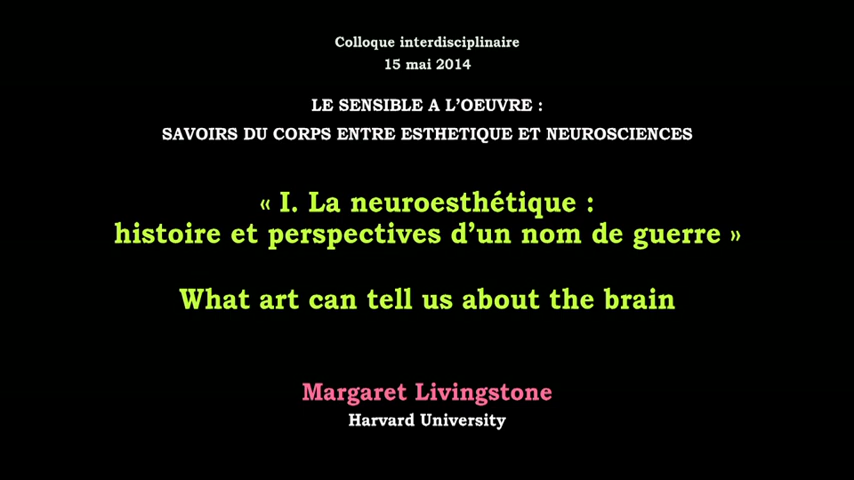 Colloque interdisciplinaire
15 mai 2014
LE SENSIBLE A L'OEUVRE :
SAVOIRS DU CORPS ENTRE ESTHETIQUE ET NEUROSCIENCES
« I. La neuroesthétique :
histoire et perspectives d'un nom de guerre »
What art can tell us about the brain
Margaret Livingstone
Harvard University